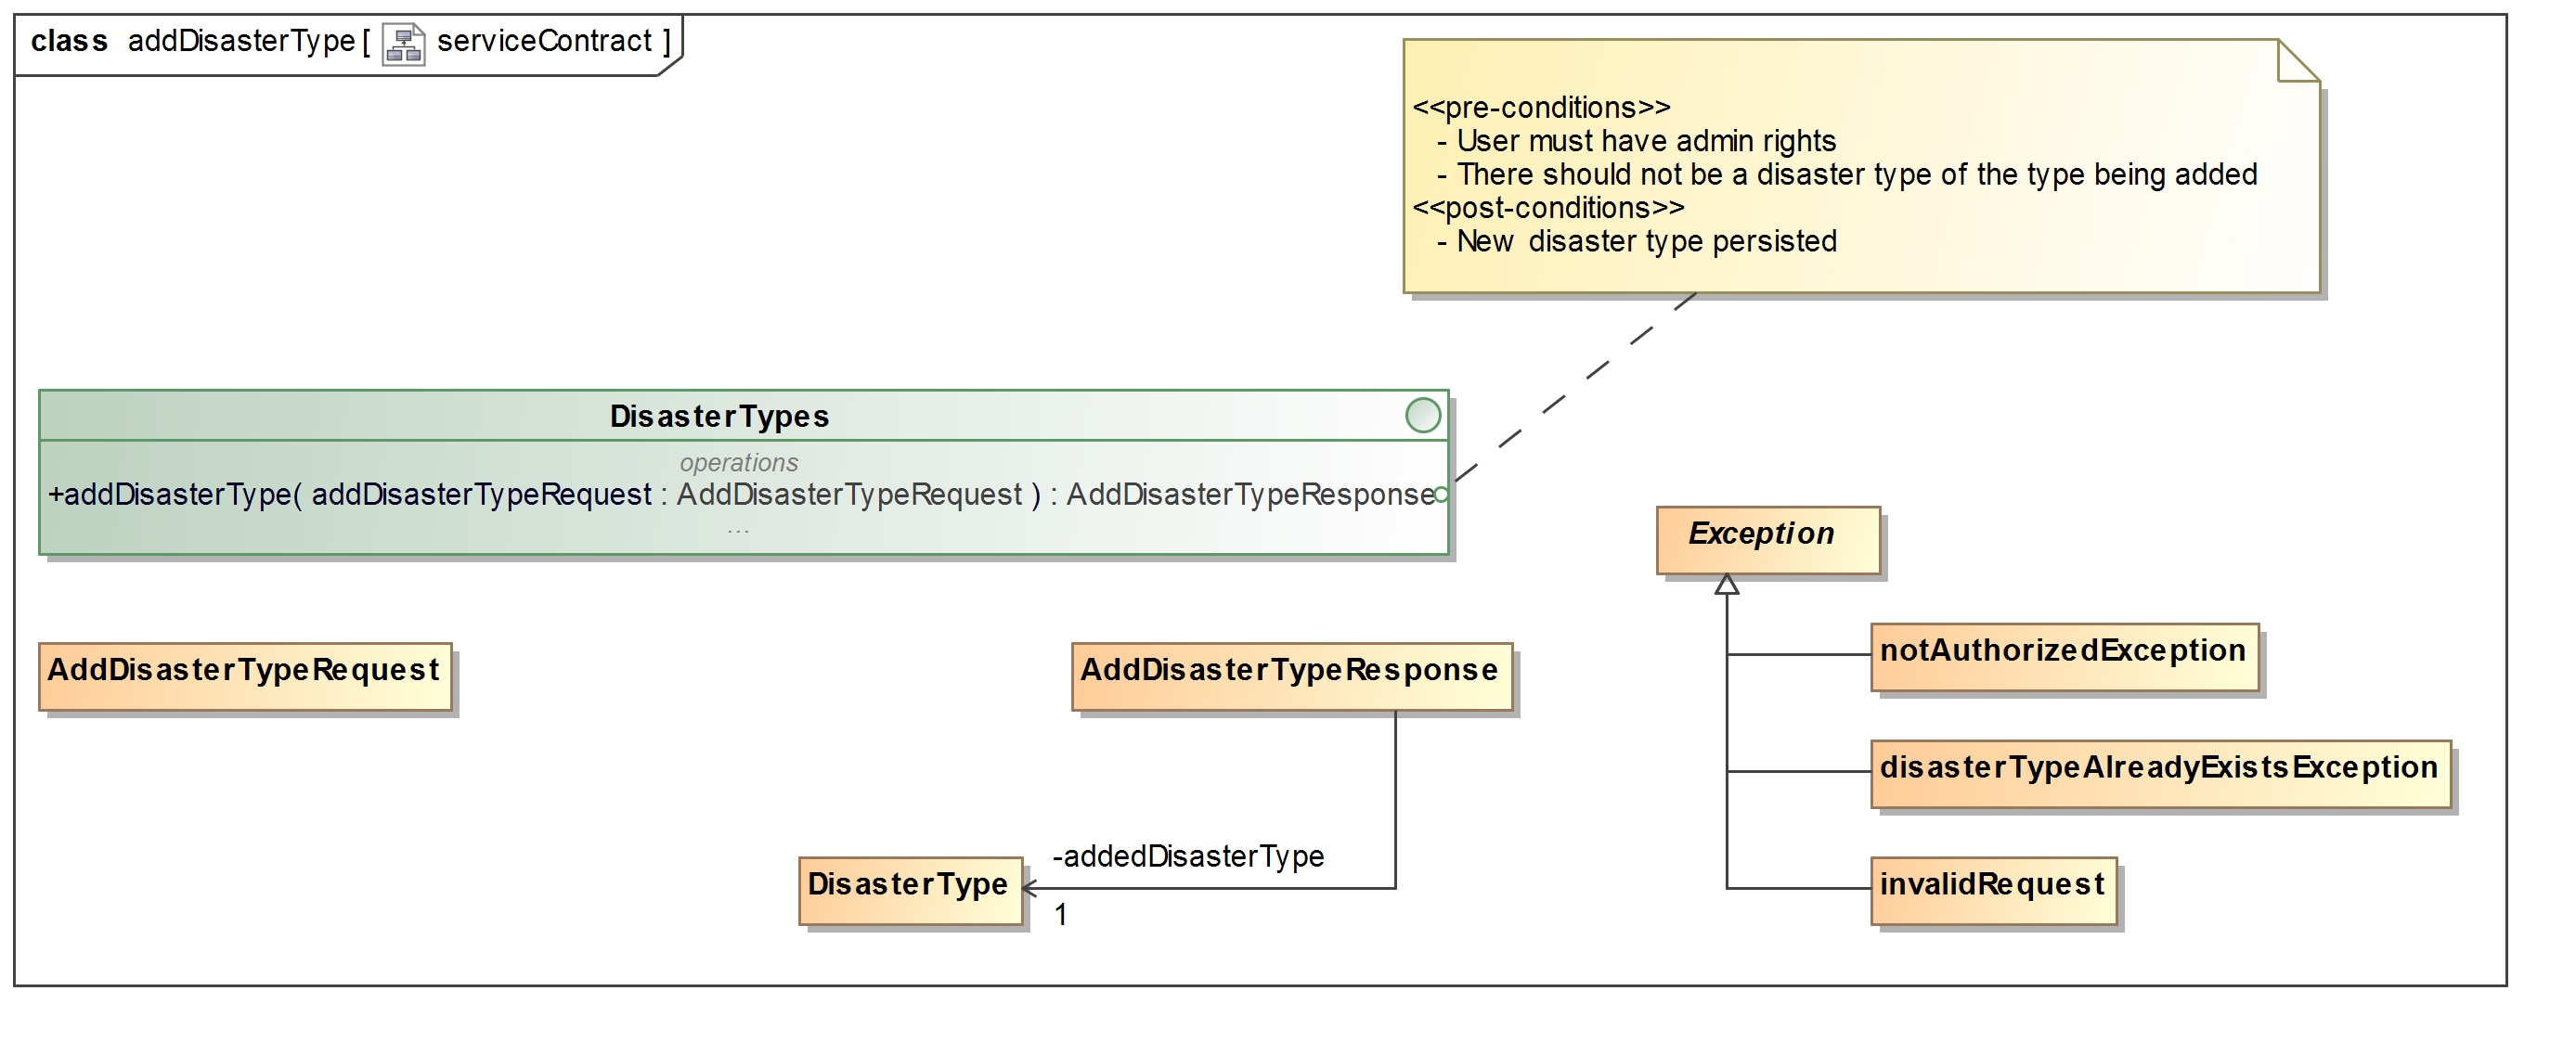 class addDisasterType [ serviceContract ]
<<pre-conditions>>
- User must have admin rights
- There should not be a disaster type of the type being added
<<post-conditions>>
- New  disaster type persisted
DisasterTypes
operations
+addDisasterType( addDisasterTypeRequest : AddDisasterTypeRequest ) : AddDisasterTypeResponse
...
Exception
notAuthorizedException
AddDisasterTypeRequest
AddDisasterTypeResponse
disasterTypeAlreadyExistsException
-addedDisasterType
DisasterType
invalidRequest
1